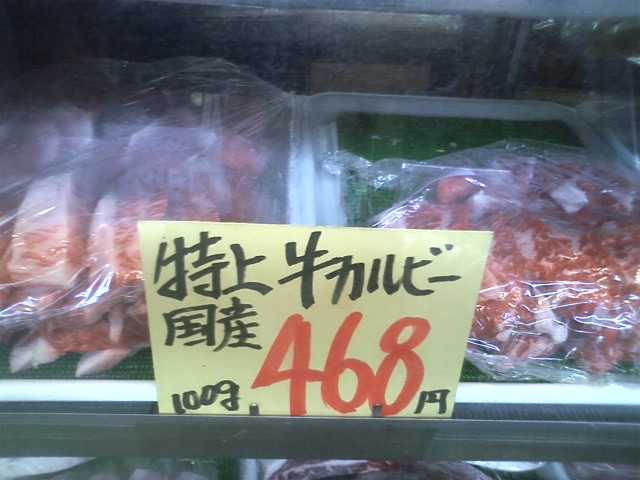 特上 牛カルビー
国産
100g 468円